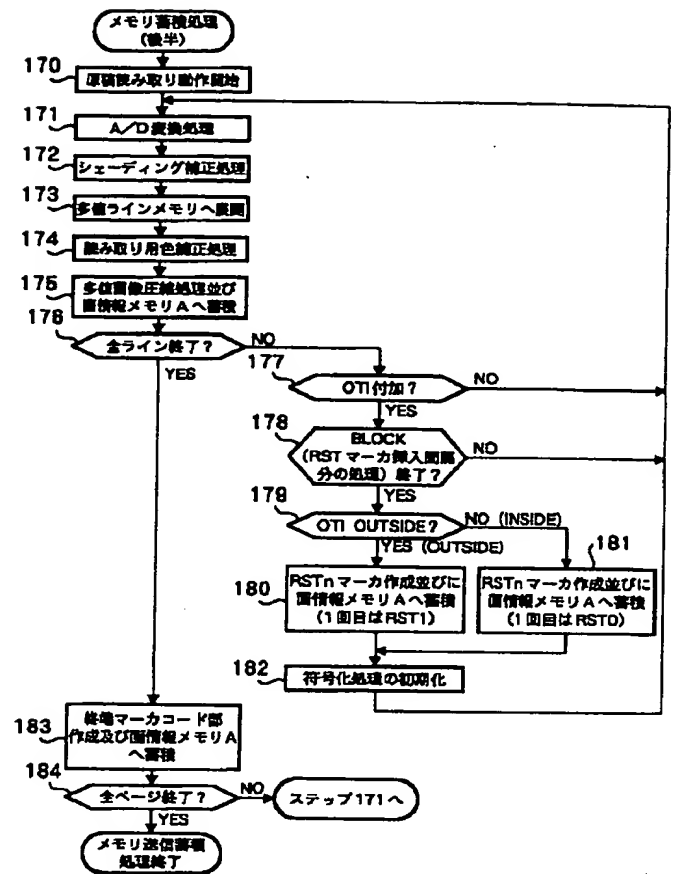 メモリ蓄積処理
(後半)
170
原稿読み取り動作開始
171
A/D変換処理
172
シェーディング補正処理
173
多値ラインメモリへ展開
174
読み取り用色補正処理
175
多値画像圧縮処理並び
画情報メモリAへ蓄積
176
全ライン終了?
NO
YES
177
OTI付加?
NO
YES
178
BLOCK
(RSTマーカ挿入間隔
分の処理)終了?
NO
YES
179
OTI OUTSIDE?
NO (INSIDE)
YES (OUTSIDE)
180
RSTnマーカ作成並びに
画情報メモリAへ蓄積
(1回目はRST1)
181
RSTnマーカ作成並びに
画情報メモリAへ蓄積
(1回目はRST0)
182
符号化処理の初期化
183
終端マーカコード部
作成及び画情報メモリA
へ蓄積
184
全ページ終了?
NO
ステップ171へ
YES
メモリ送信蓄積
処理終了